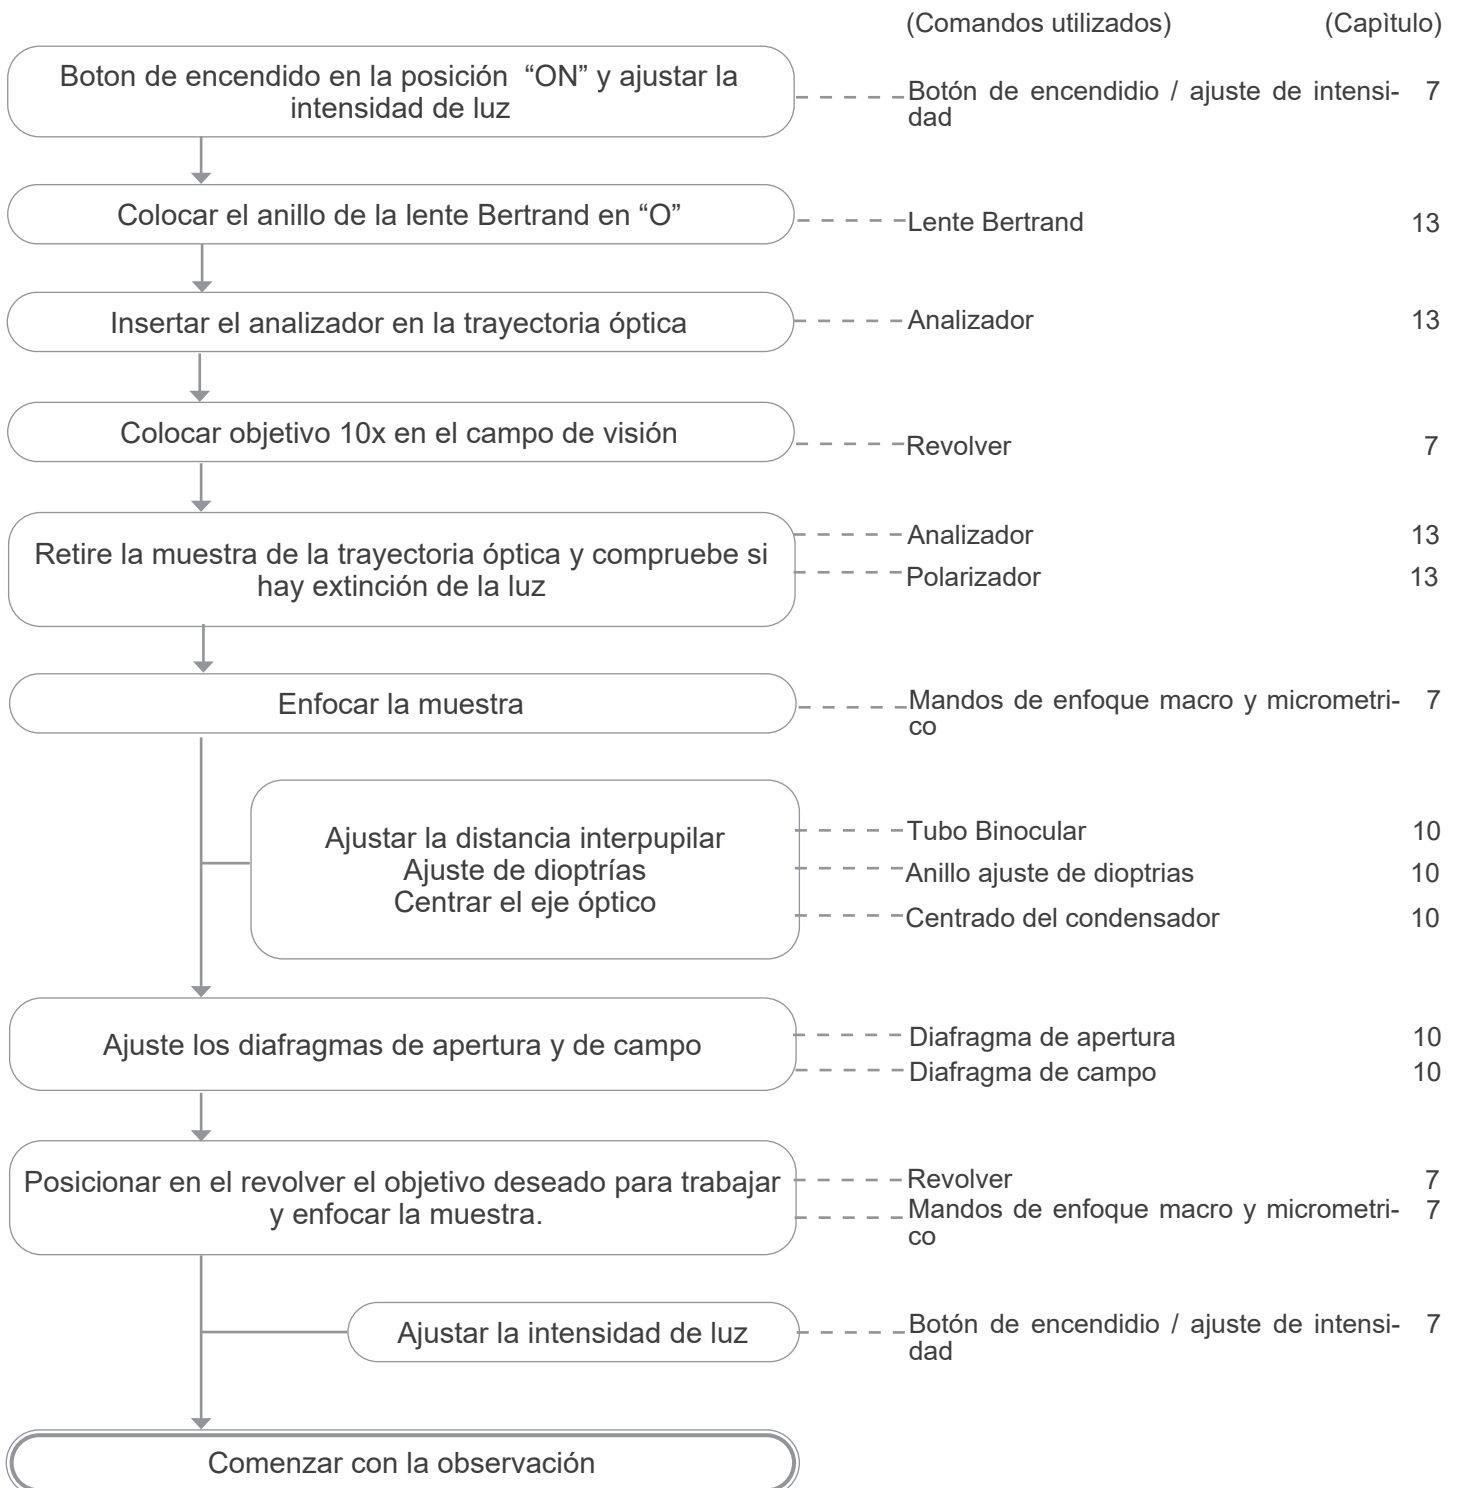 (Comandos utilizados) (Capìtulo)
Boton de encendido en la posición “ON” y ajustar la
intensidad de luz
Botón de encendidio / ajuste de intensi- 7
dad
Colocar el anillo de la lente Bertrand en “O”
Lente Bertrand 13
Insertar el analizador en la trayectoria óptica
Analizador 13
Colocar objetivo 10x en el campo de visión
Revolver 7
Retire la muestra de la trayectoria óptica y compruebe si
hay extinción de la luz
Analizador 13
Polarizador 13
Enfocar la muestra
Mandos de enfoque macro y micrometri- 7
co
Ajustar la distancia interpupilar
Ajuste de dioptrías
Centrar el eje óptico
Tubo Binocular 10
Anillo ajuste de dioptrias 10
Centrado del condensador 10
Ajuste los diafragmas de apertura y de campo
Diafragma de apertura 10
Diafragma de campo 10
Posicionar en el revolver el objetivo deseado para trabajar
y enfocar la muestra.
Revolver 7
Mandos de enfoque macro y micrometri- 7
co
Ajustar la intensidad de luz
Botón de encendidio / ajuste de intensi- 7
dad
Comenzar con la observación